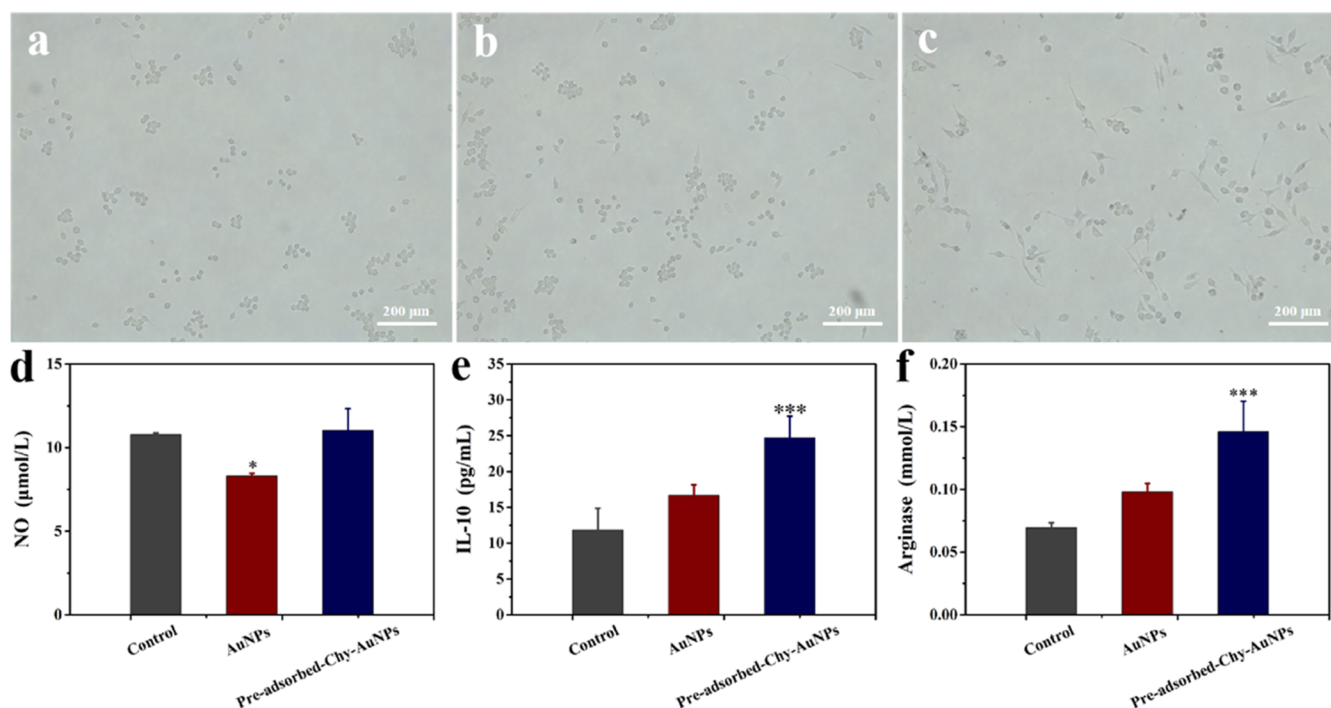 a
b
c
200 μm
200 μm
200 μm
d
15
10
5
0
NO (μmol/L)
*
Control
AuNPs
Pre-adsorbed-Chy-AuNPs
e
35
30
25
20
15
10
5
0
IL-10 (pg/mL)
***
Control
AuNPs
Pre-adsorbed-Chy-AuNPs
f
0.20
0.15
0.10
0.05
0.00
Arginase (mmol/L)
***
Control
AuNPs
Pre-adsorbed-Chy-AuNPs